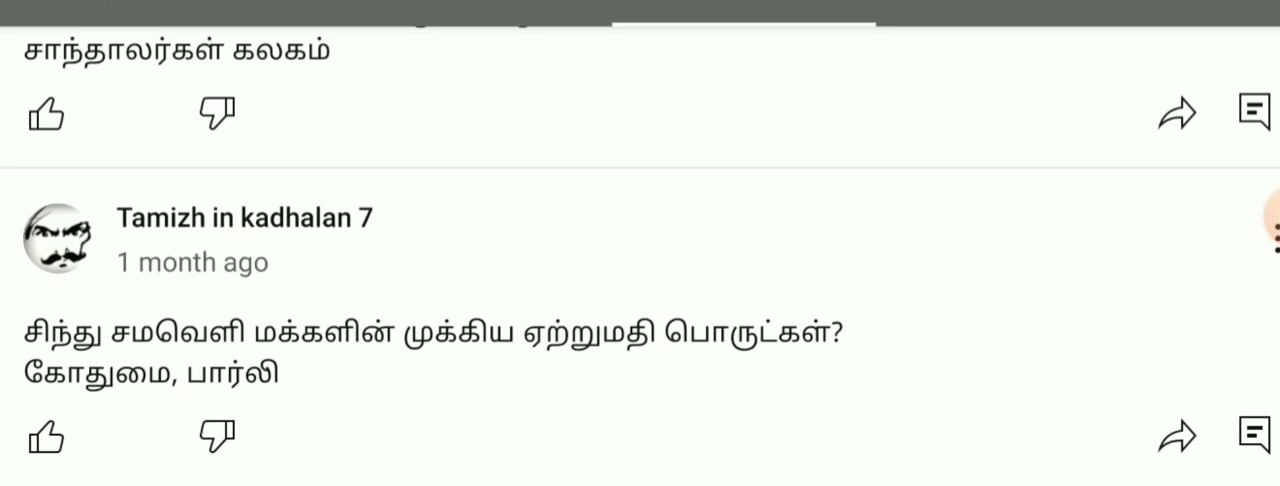 சாந்தாலர்கள் கலகம்
Tamizh in kadhalan 7
1 month ago
சிந்து சமவெளி மக்களின் முக்கிய ஏற்றுமதி பொருட்கள்?
கோதுமை, பார்லி